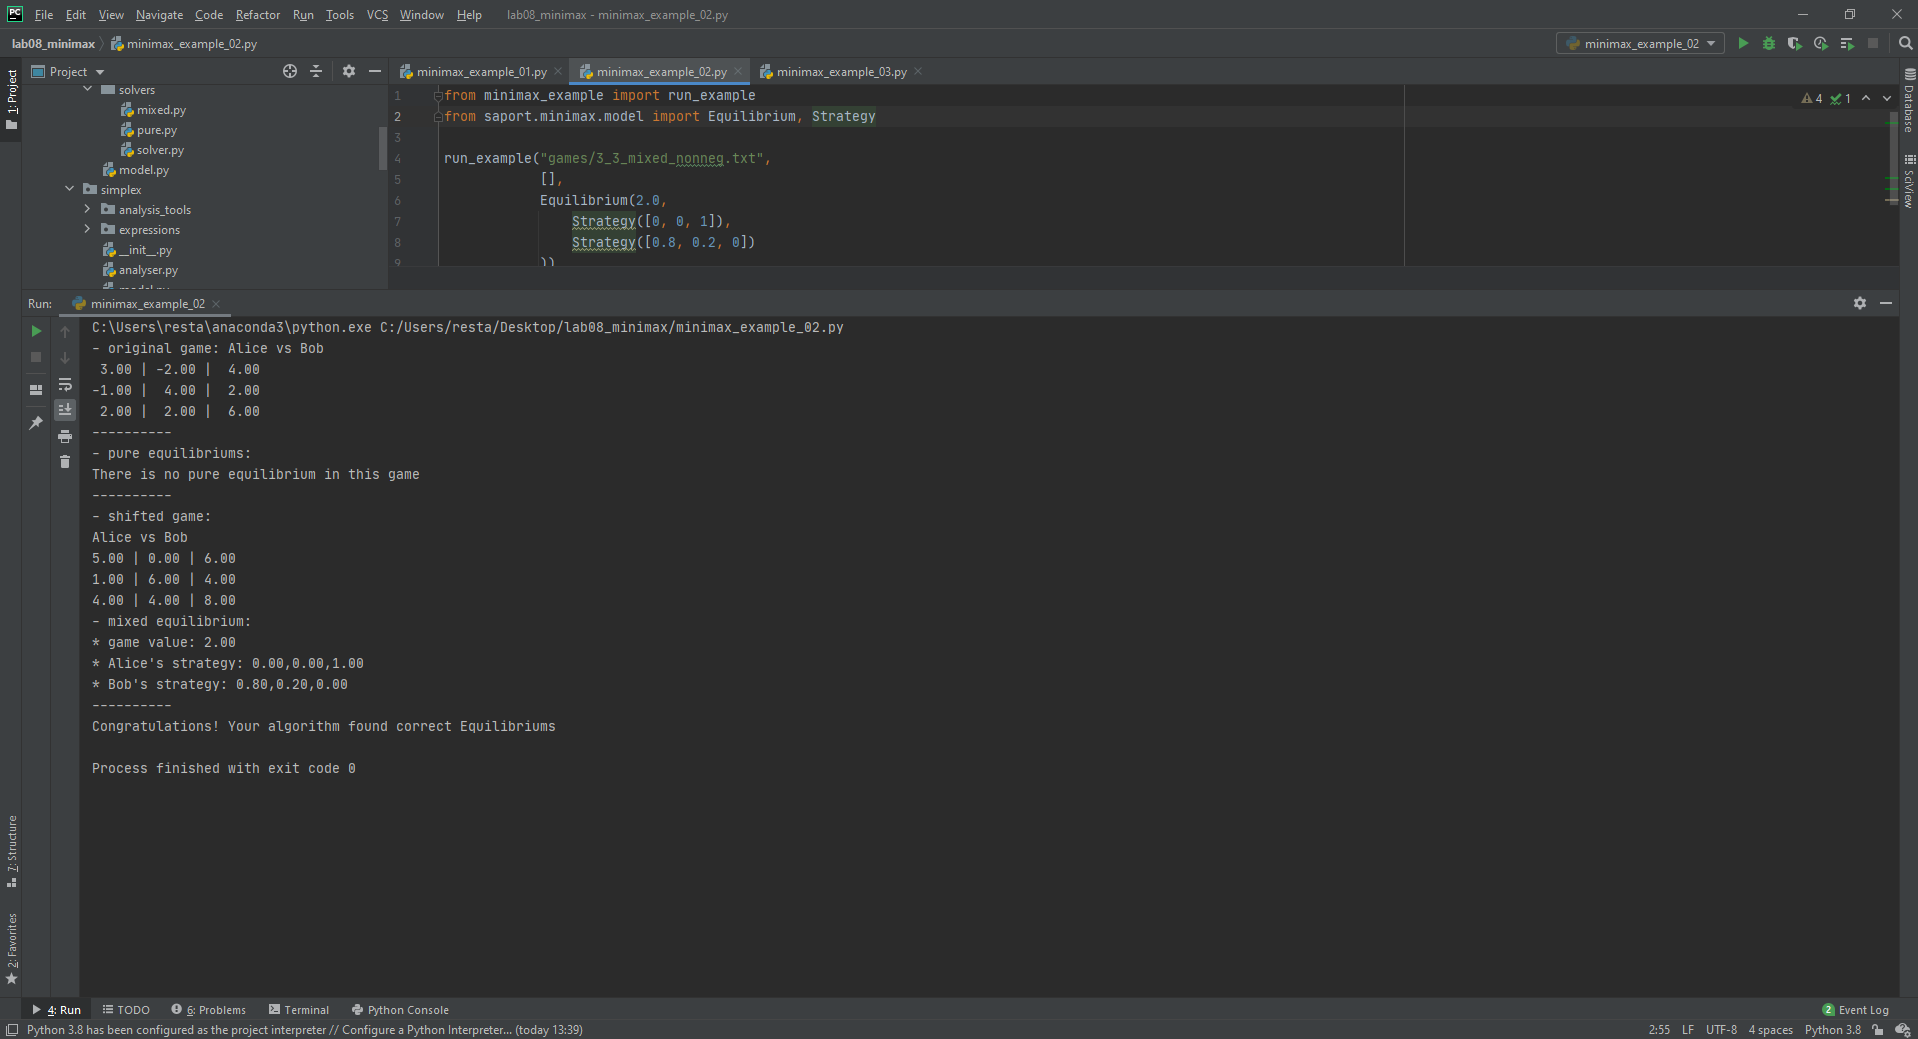 PC File Edit View Navigate Code Refactor Run Tools VCS Window Help lab08_minimax - minimax_example_02.py
lab08_minimax minimax_example_02.py minimax_example_02
1: Project
Project
solvers
mixed.py
pure.py
solver.py
model.py
simplex
analysis_tools
expressions
__init__.py
analyser.py
model.py
minimax_example_01.py minimax_example_02.py minimax_example_03.py
1 from minimax_example import run_example
2 from saport.minimax.model import Equilibrium, Strategy
3
4 run_example("games/3_3_mixed_nonneg.txt",
5 [],
6 Equilibrium(2.0,
7 Strategy([0, 0, 1]),
8 Strategy([0.8, 0.2, 0])
9 ))
4 1
Database
SciView
Run: minimax_example_02
C:\Users\resta\anaconda3\python.exe C:/Users/resta/Desktop/lab08_minimax/minimax_example_02.py
- original game: Alice vs Bob
3.00 | -2.00 | 4.00
-1.00 | 4.00 | 2.00
2.00 | 2.00 | 6.00
----------
- pure equilibriums:
There is no pure equilibrium in this game
----------
- shifted game:
Alice vs Bob
5.00 | 0.00 | 6.00
1.00 | 6.00 | 4.00
4.00 | 4.00 | 8.00
- mixed equilibrium:
* game value: 2.00
* Alice's strategy: 0.00,0.00,1.00
* Bob's strategy: 0.80,0.20,0.00
----------
Congratulations! Your algorithm found correct Equilibriums
Process finished with exit code 0
7: Structure
2: Favorites
4: Run TODO 6: Problems Terminal Python Console 2 Event Log
Python 3.8 has been configured as the project interpreter // Configure a Python Interpreter... (today 13:39) 2:55 LF UTF-8 4 spaces Python 3.8